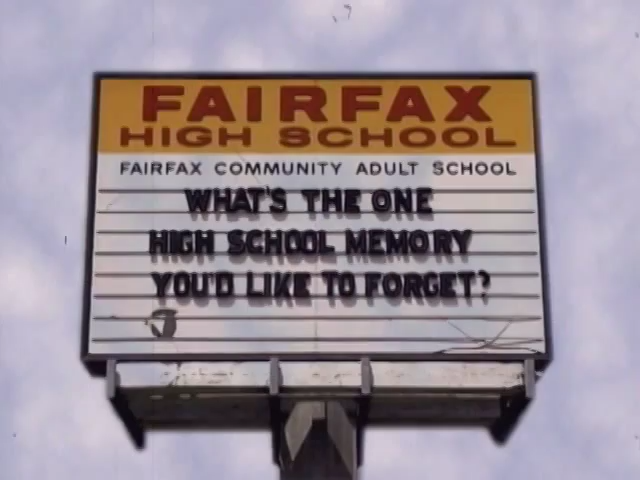 FAIRFAX
HIGH SCHOOL
FAIRFAX COMMUNITY ADULT SCHOOL
WHAT'S THE ONE
HIGH SCHOOL MEMORY
YOU'D LIKE TO FORGET?